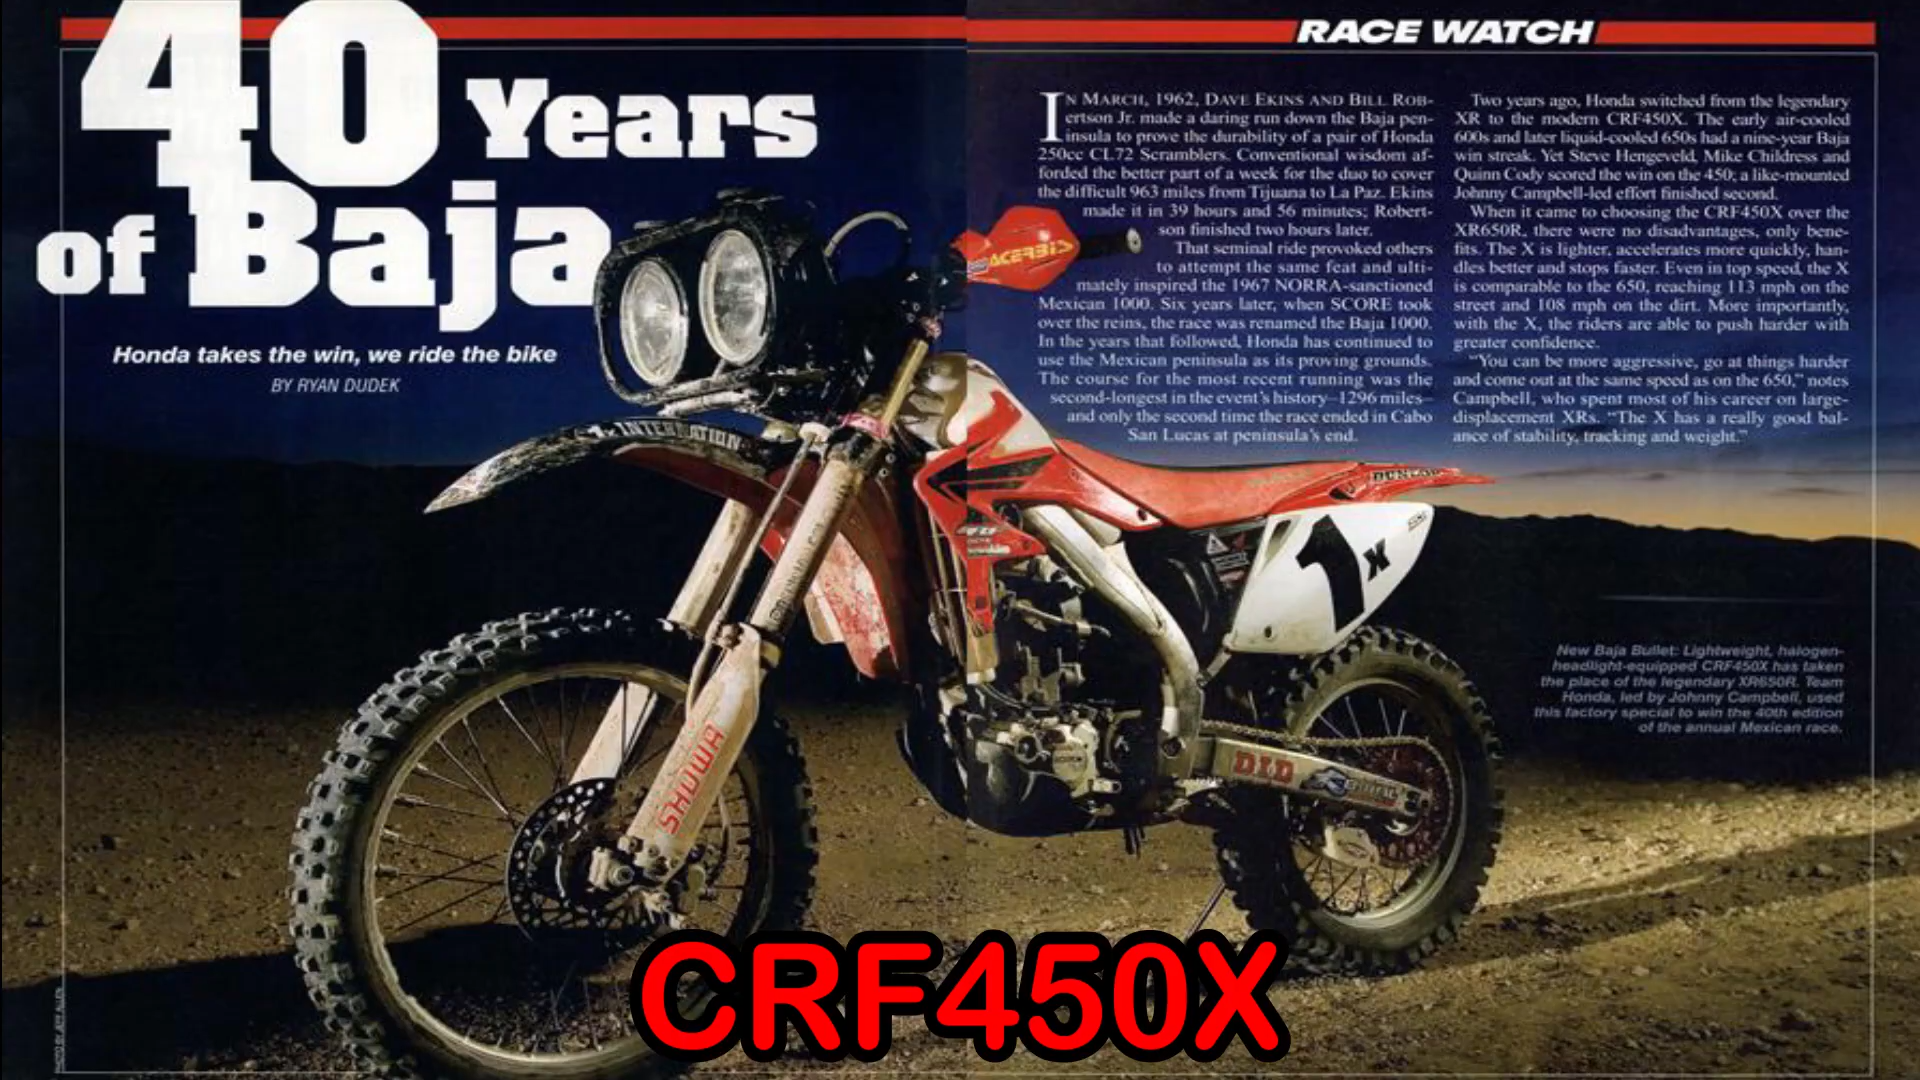 40 Years
of Baja
Honda takes the win, we ride the bike
BY RYAN DUDEK
RACE WATCH
IN MARCH, 1962, DAVE EKINS AND BILL ROB-
ertson Jr. made a daring run down the Baja pen-
insula to prove the durability of a pair of Honda
250cc CL72 Scramblers. Conventional wisdom af-
forded the better part of a week for the duo to cover
the difficult 963 miles from Tijuana to La Paz. Ekins
made it in 39 hours and 56 minutes; Robert-
son finished two hours later.
That seminal ride provoked others
to attempt the same feat and ulti-
mately inspired the 1967 NORRA-sanctioned
Mexican 1000. Six years later, when SCORE took
over the reins, the race was renamed the Baja 1000.
In the years that followed, Honda has continued to
use the Mexican peninsula as its proving grounds.
The course for the most recent running was the
second-longest in the event's history–1296 miles–
and only the second time the race ended in Cabo
San Lucas at peninsula's end.
Two years ago, Honda switched from the legendary
XR to the modern CRF450X. The early air-cooled
600s and later liquid-cooled 650s had a nine-year Baja
win streak. Yet Steve Hengeveld, Mike Childress and
Quinn Cody scored the win on the 450; a like-mounted
Johnny Campbell-led effort finished second.
When it came to choosing the CRF450X over the
XR650R, there were no disadvantages, only bene-
fits. The X is lighter, accelerates more quickly, han-
dles better and stops faster. Even in top speed, the X
is comparable to the 650, reaching 113 mph on the
street and 108 mph on the dirt. More importantly,
with the X, the riders are able to push harder with
greater confidence.
"You can be more aggressive, go at things harder
and come out at the same speed as on the 650," notes
Campbell, who spent most of his career on large-
displacement XRs. "The X has a really good bal-
ance of stability, tracking and weight."
ACERBIS
DUNLOP
1x
SHOWA
DID
New Baja Bullet: Lightweight, halogen-
headlight-equipped CRF450X has taken
the place of the legendary XR650R. Team
Honda, led by Johnny Campbell, used
this factory special to win the 40th edition
of the annual Mexican race.
PHOTO BY JEFF ALLEN
CRF450X